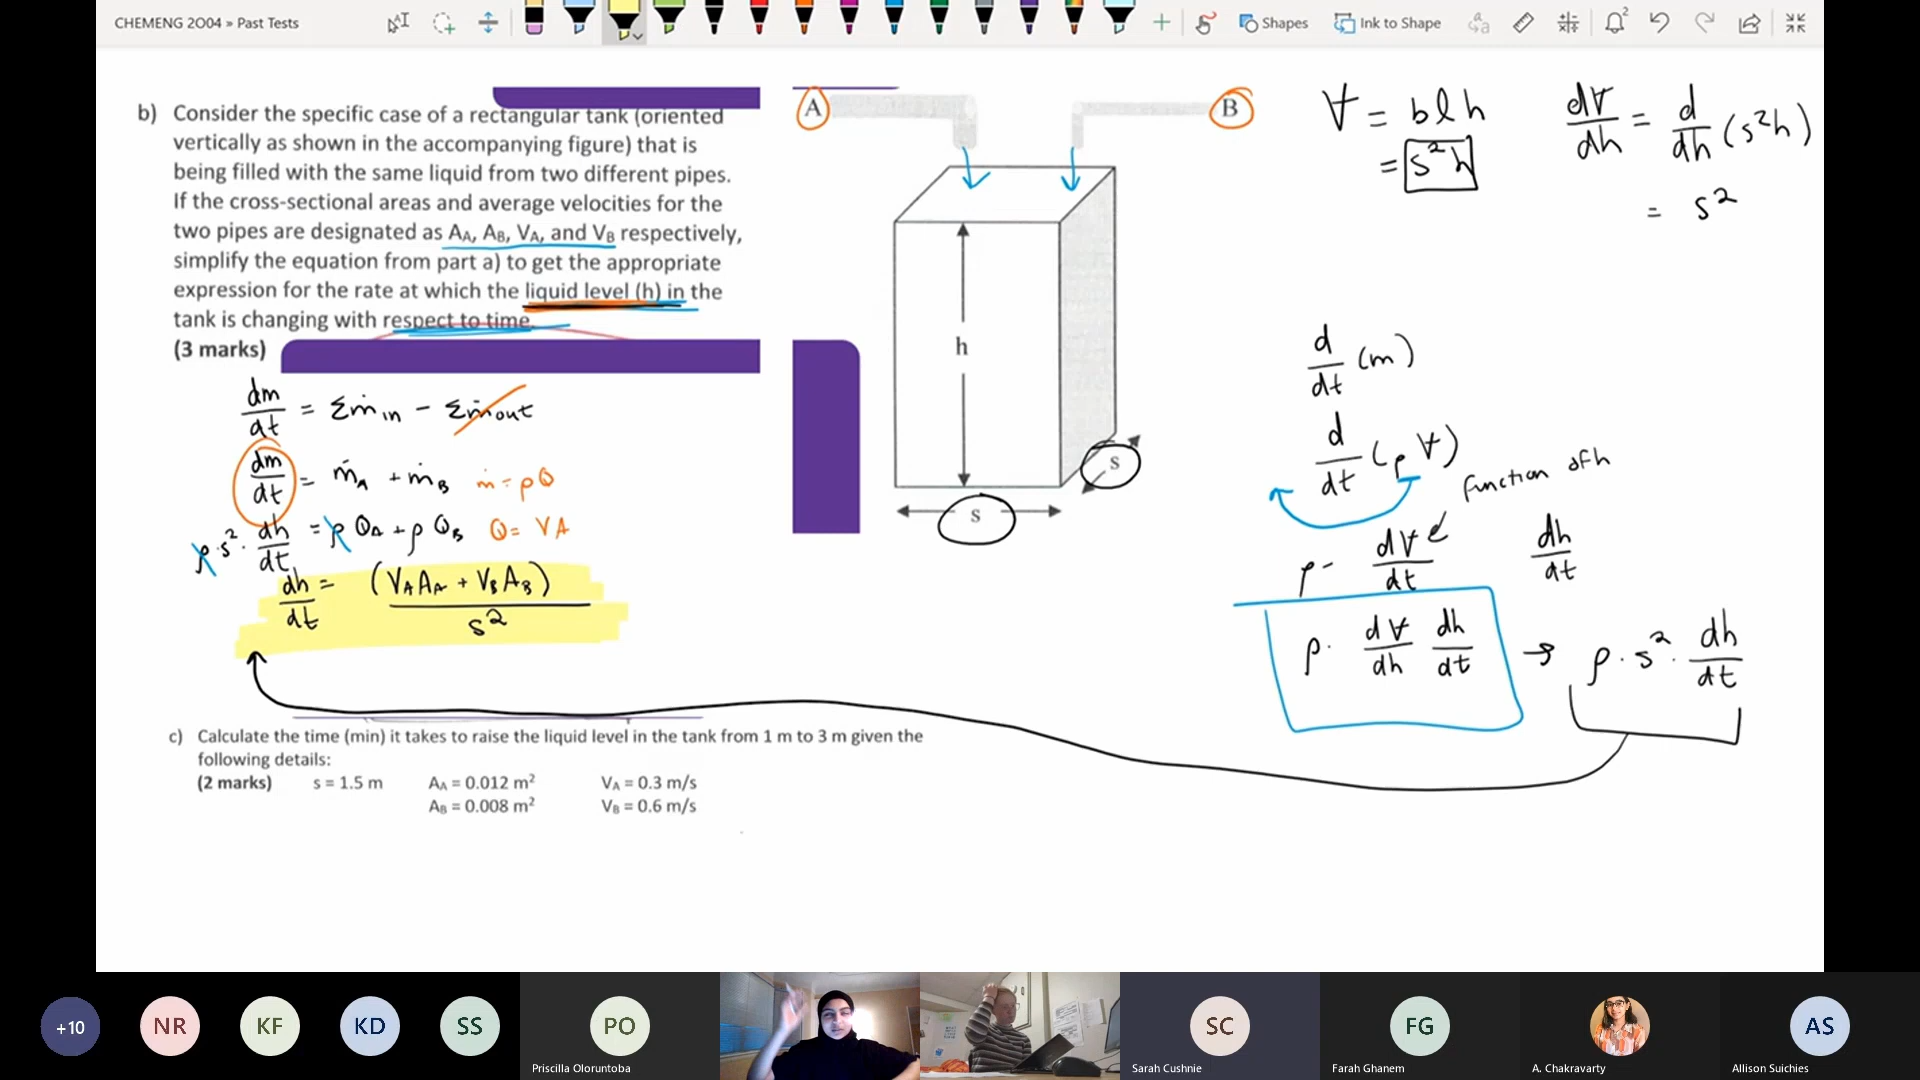 CHEMENG 2O04 » Past Tests
Shapes
Ink to Shape
b) Consider the specific case of a rectangular tank (oriented
vertically as shown in the accompanying figure) that is
being filled with the same liquid from two different pipes.
If the cross-sectional areas and average velocities for the
two pipes are designated as AA, AB, VA, and VB respectively,
simplify the equation from part a) to get the appropriate
expression for the rate at which the liquid level (h) in the
tank is changing with respect to time.
(3 marks)
dm/dt = Σṁin - Σṁout
dm/dt = ṁA + ṁB ṁ = ρQ
ρ·s²·dh/dt = ρQA + ρQB Q = VA
dh/dt = (VAAA + VBAB)/s²
A
B
h
s
s
V = blh
= s²h
dV/dh = d/dh (s²h)
= s²
d/dt (m)
d/dt (ρV)
function of h
ρ · dV/dt
dh/dt
ρ · dV/dh dh/dt → ρ·s²·dh/dt
c) Calculate the time (min) it takes to raise the liquid level in the tank from 1 m to 3 m given the
following details:
(2 marks) s = 1.5 m AA = 0.012 m² VA = 0.3 m/s
AB = 0.008 m² VB = 0.6 m/s
+10
NR
KF
KD
SS
PO
Priscilla Oloruntoba
SC
Sarah Cushnie
FG
Farah Ghanem
A. Chakravarty
AS
Allison Suichies